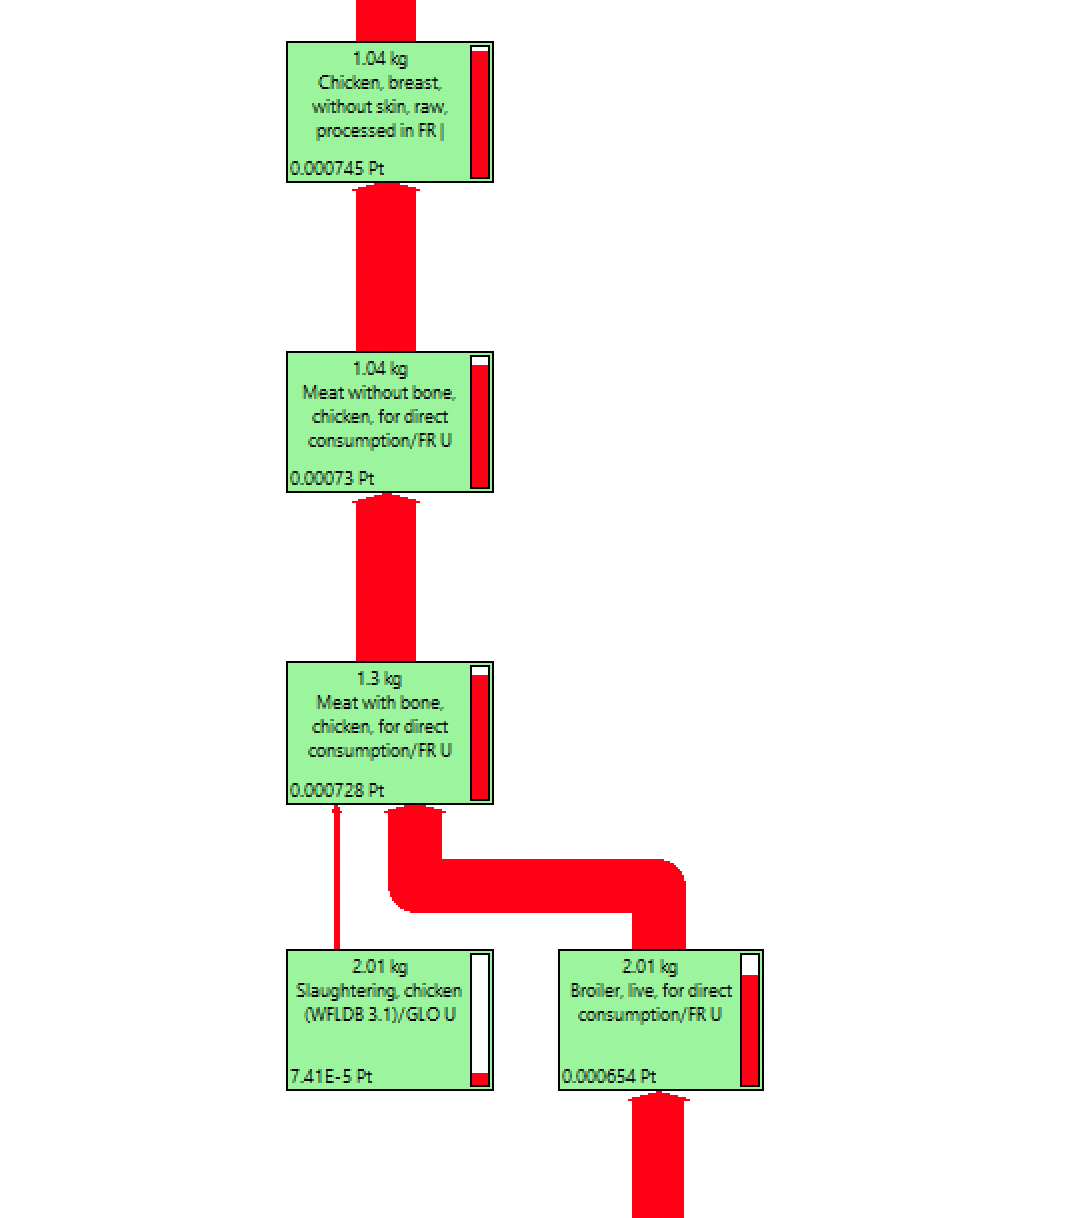 1.04 kg
Chicken, breast,
without skin, raw,
processed in FR |
0.000745 Pt
1.04 kg
Meat without bone,
chicken, for direct
consumption/FR U
0.00073 Pt
1.3 kg
Meat with bone,
chicken, for direct
consumption/FR U
0.000728 Pt
2.01 kg
Slaughtering, chicken
(WFLDB 3.1)/GLO U
7.41E-5 Pt
2.01 kg
Broiler, live, for direct
consumption/FR U
0.000654 Pt